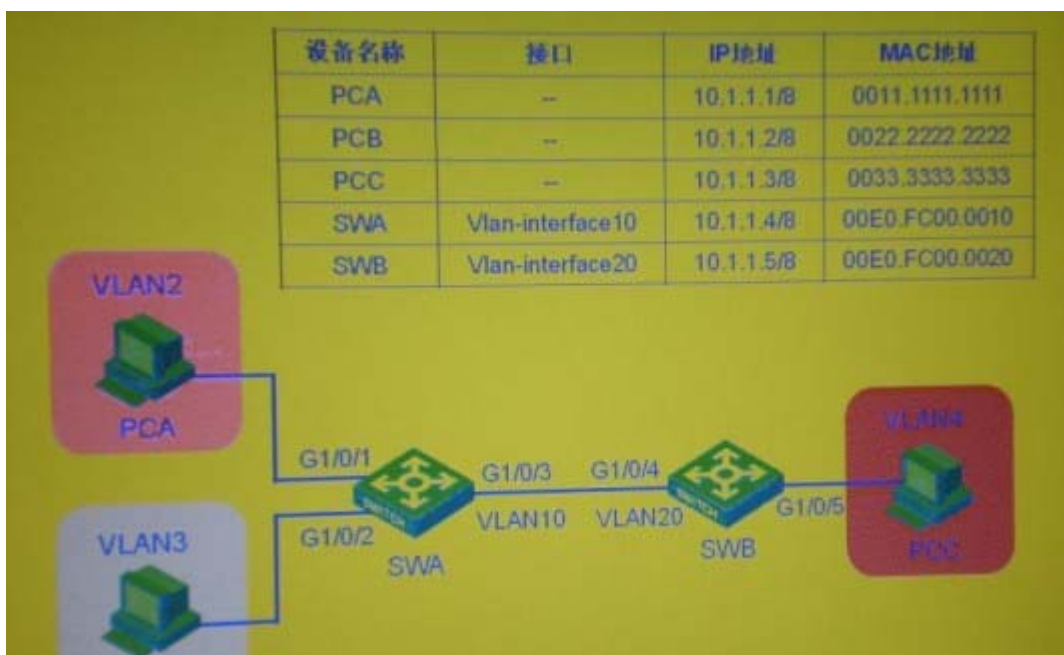 设备名称 接口 IP地址 MAC地址
PCA -- 10.1.1.1/8 0011.1111.1111
PCB -- 10.1.1.2/8 0022.2222.2222
PCC -- 10.1.1.3/8 0033.3333.3333
SWA Vlan-interface10 10.1.1.4/8 00E0.FC00.0010
SWB Vlan-interface20 10.1.1.5/8 00E0.FC00.0020
VLAN2
PCA
VLAN4
PCC
G1/0/1
G1/0/3 G1/0/4
SWITCH
SWITCH
G1/0/5
G1/0/2
VLAN10 VLAN20
SWA
SWB
VLAN3